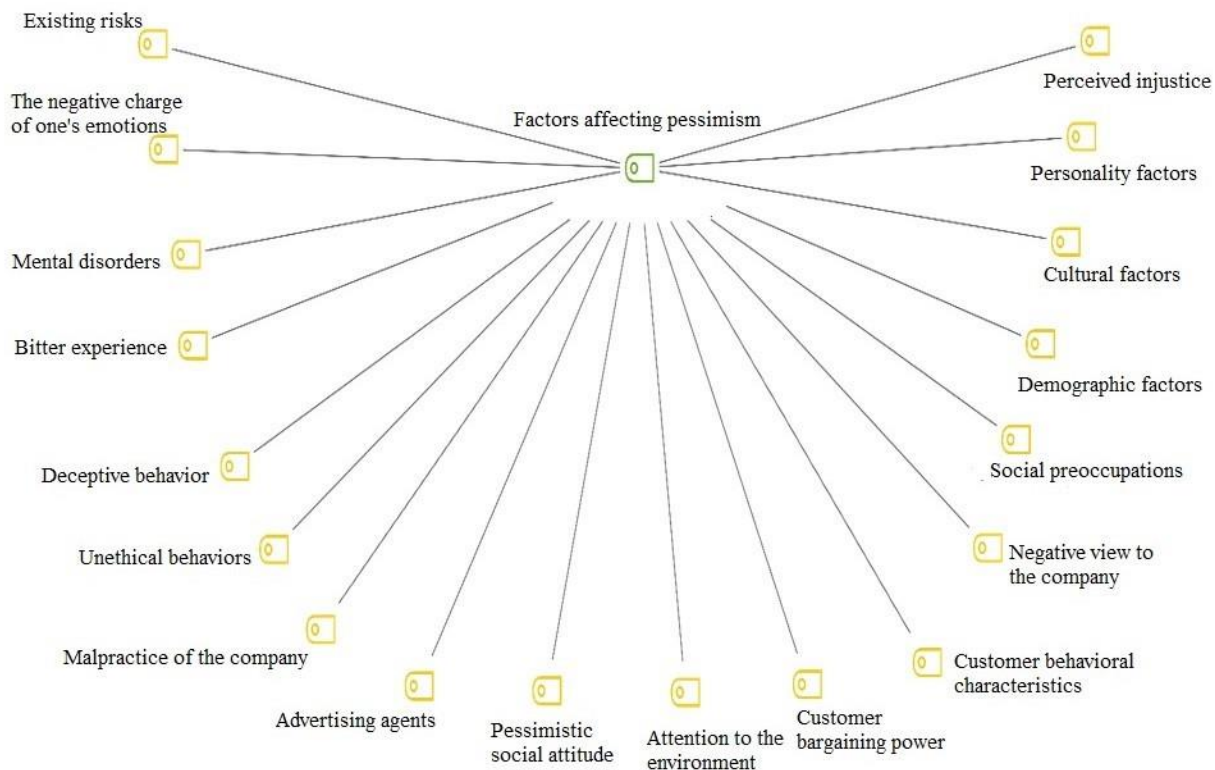 Existing risks
The negative charge
of one's emotions
Mental disorders
Bitter experience
Deceptive behavior
Unethical behaviors
Malpractice of the company
Advertising agents
Pessimistic
social attitude
Attention to the
environment
Customer
bargaining power
Customer behavioral
characteristics
Negative view to
the company
Social preoccupations
Demographic factors
Cultural factors
Personality factors
Perceived injustice
Factors affecting pessimism